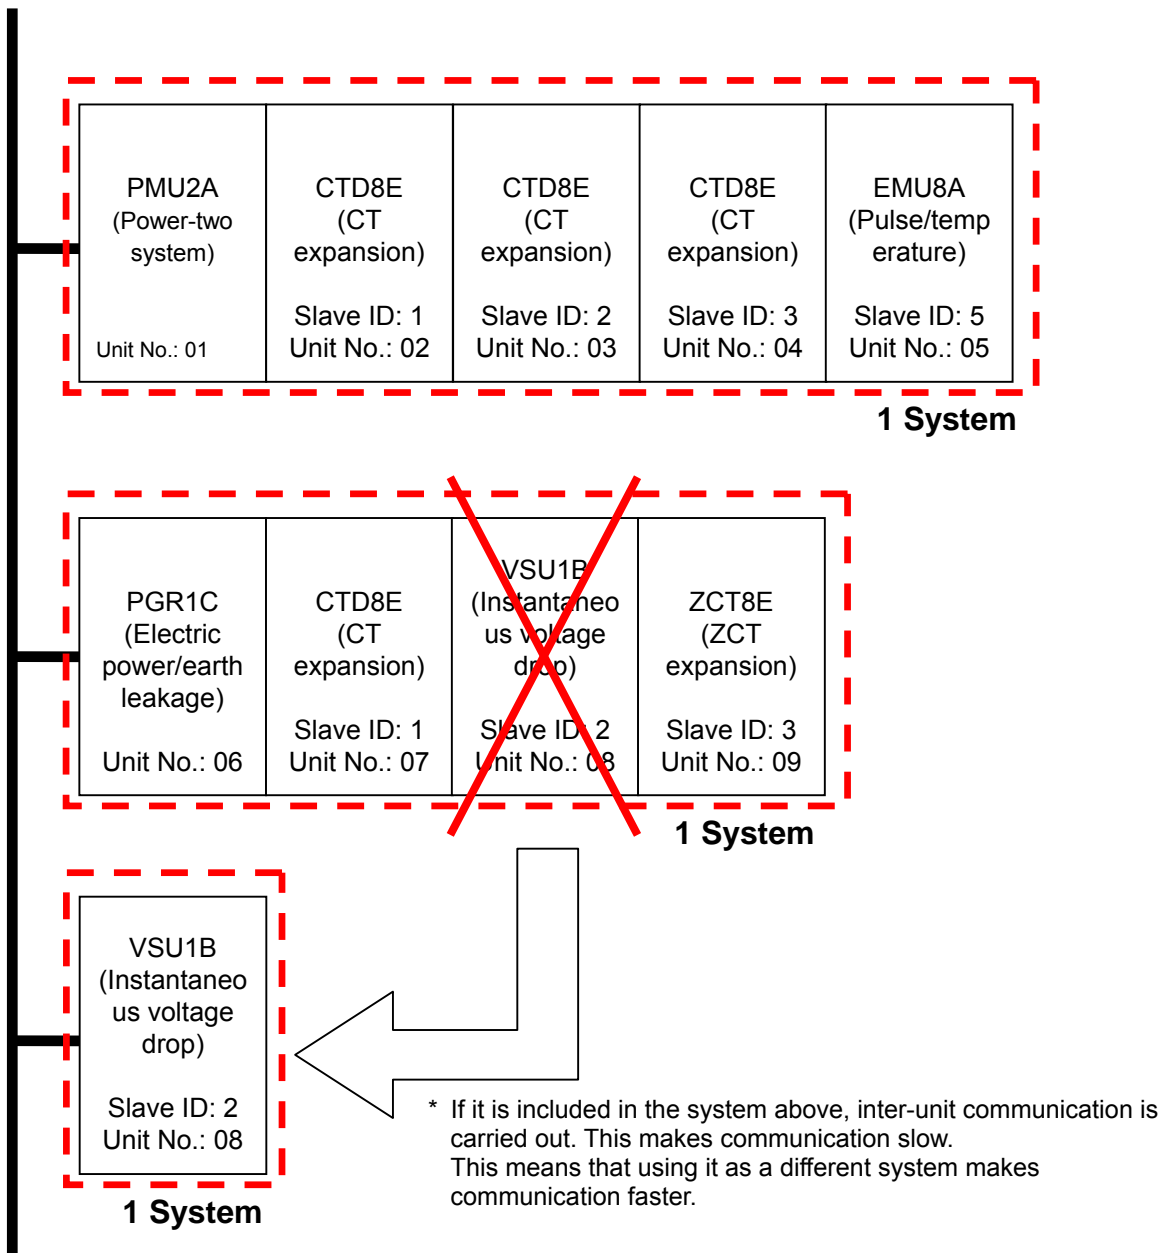 PMU2A
(Power-two
system)
Unit No.: 01
CTD8E
(CT
expansion)
Slave ID: 1
Unit No.: 02
CTD8E
(CT
expansion)
Slave ID: 2
Unit No.: 03
CTD8E
(CT
expansion)
Slave ID: 3
Unit No.: 04
EMU8A
(Pulse/temp
erature)
Slave ID: 5
Unit No.: 05
1 System
PGR1C
(Electric
power/earth
leakage)
Unit No.: 06
CTD8E
(CT
expansion)
Slave ID: 1
Unit No.: 07
VSU1B
(Instantaneo
us voltage
drop)
Slave ID: 2
Unit No.: 08
ZCT8E
(ZCT
expansion)
Slave ID: 3
Unit No.: 09
1 System
VSU1B
(Instantaneo
us voltage
drop)
Slave ID: 2
Unit No.: 08
1 System
* If it is included in the system above, inter-unit communication is
carried out. This makes communication slow.
This means that using it as a different system makes
communication faster.